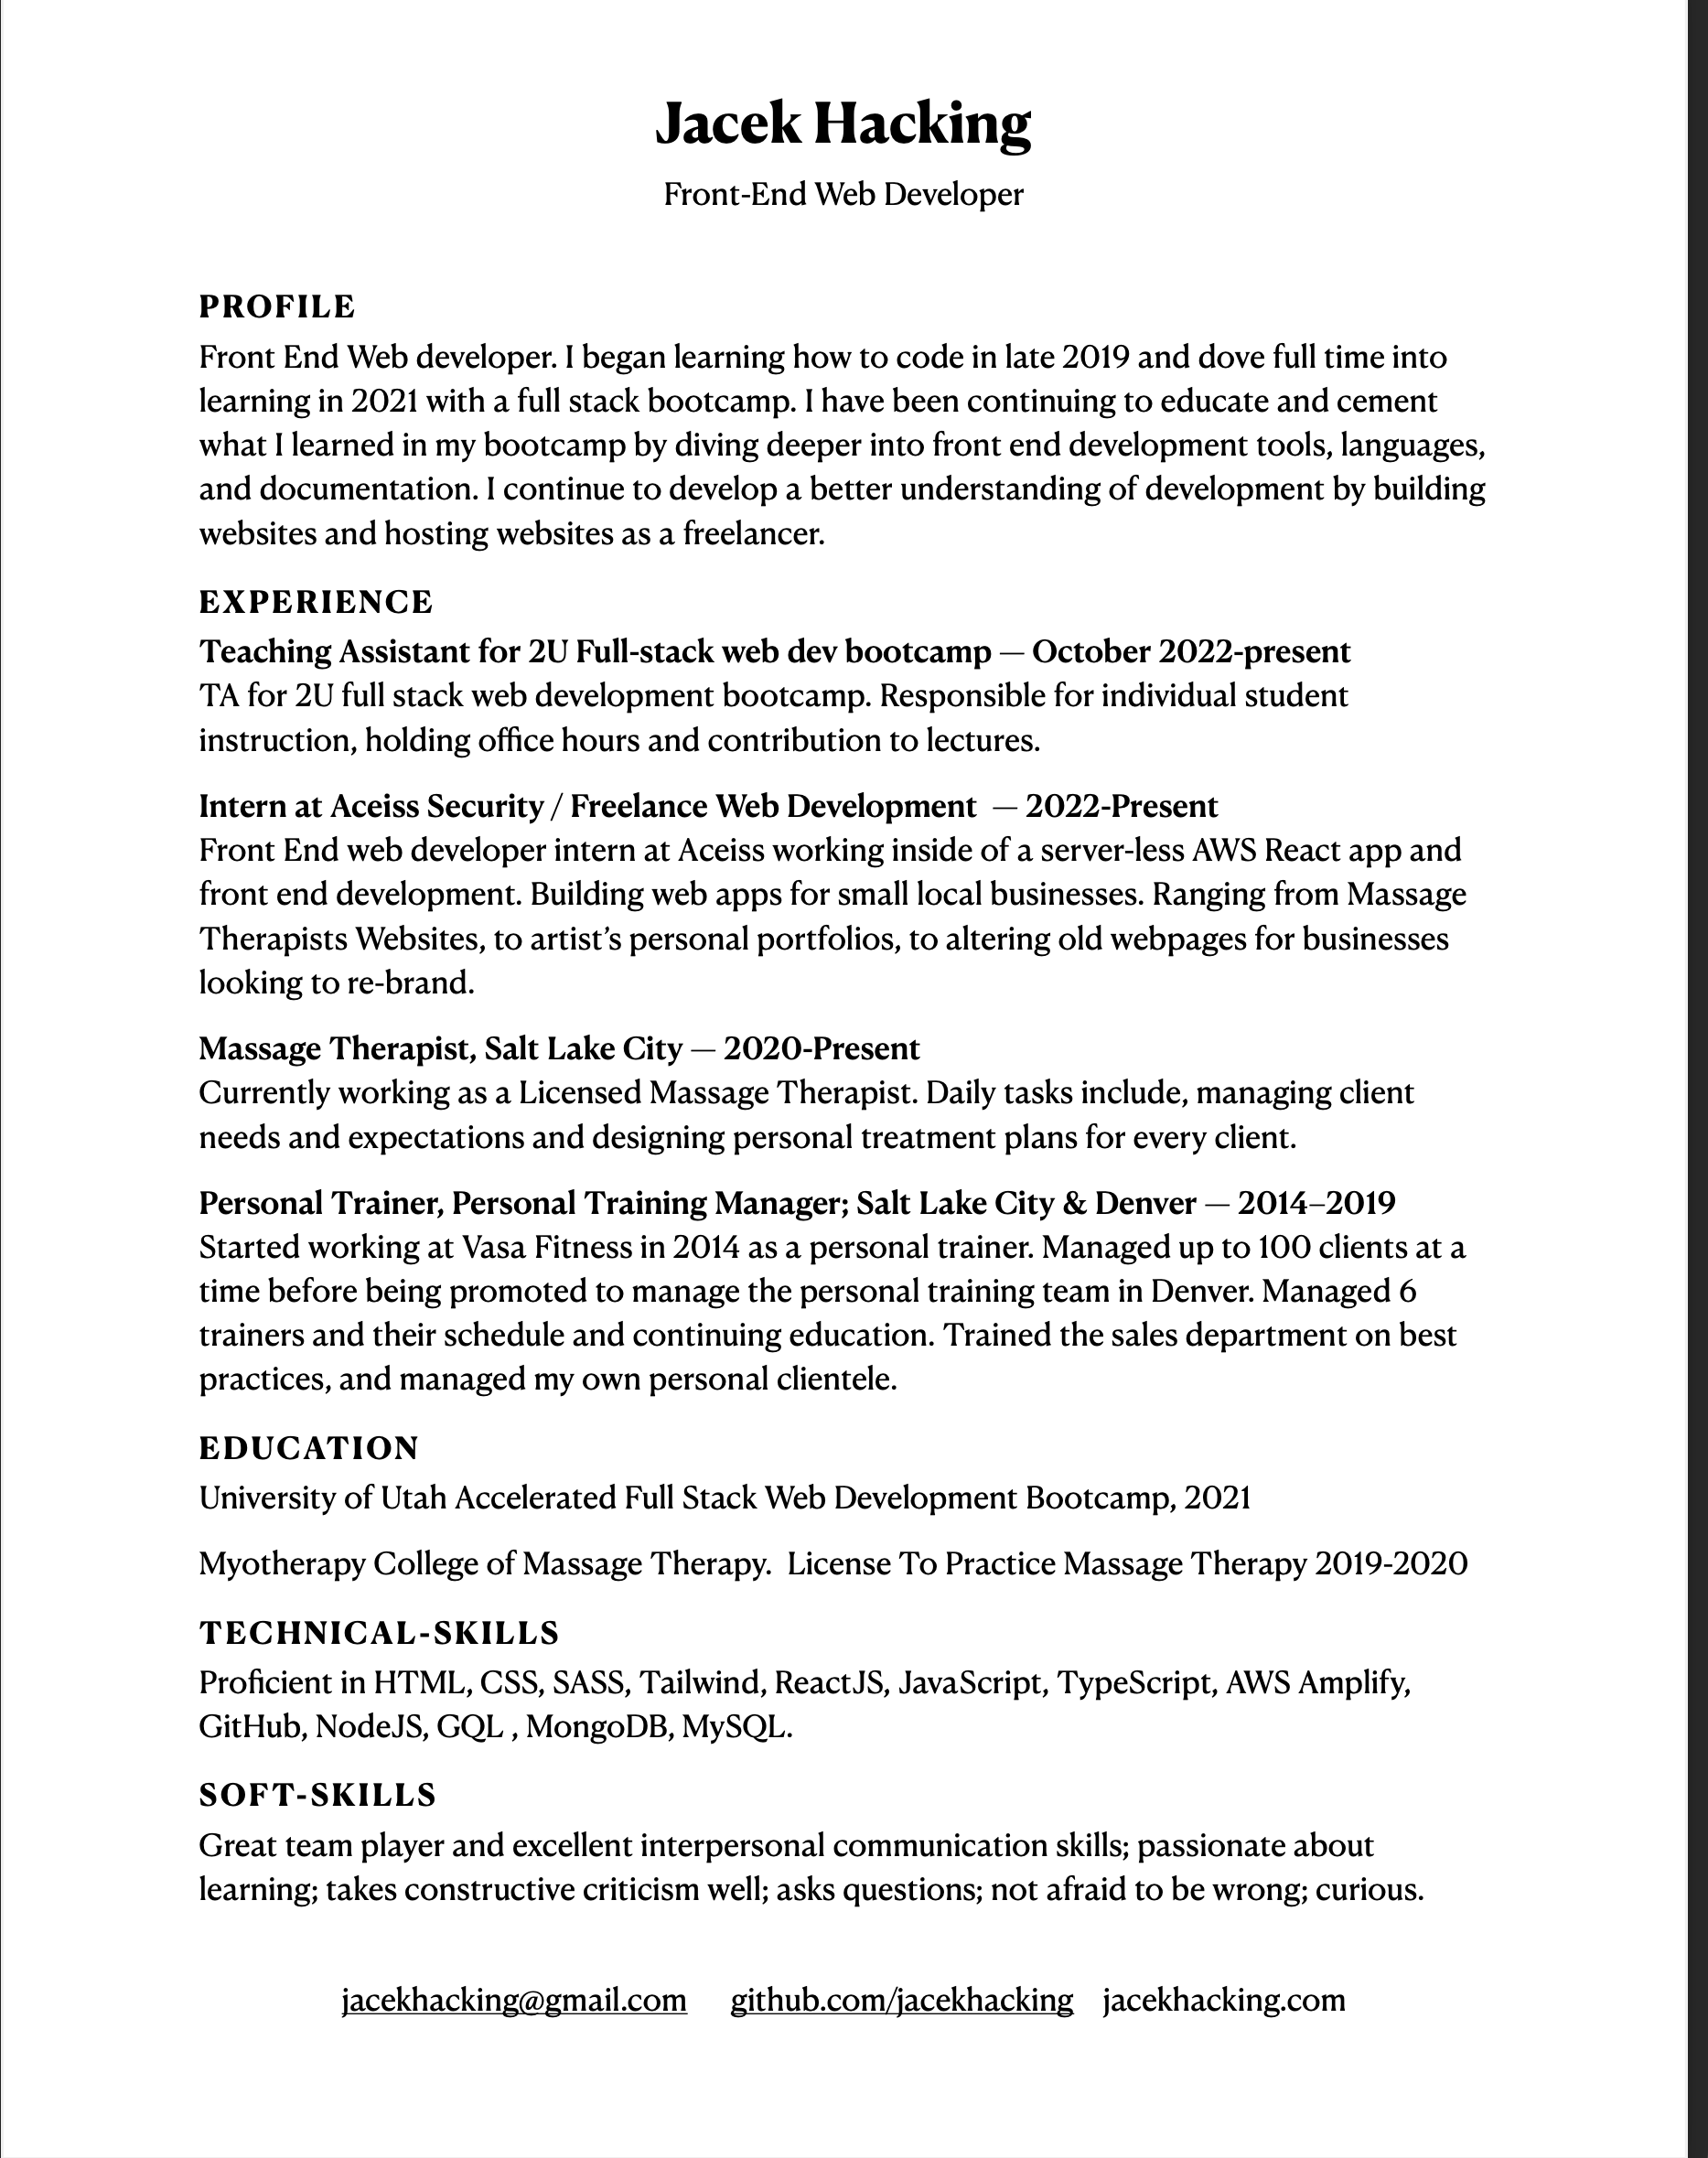 Jacek Hacking
Front-End Web Developer
PROFILE
Front End Web developer. I began learning how to code in late 2019 and dove full time into
learning in 2021 with a full stack bootcamp. I have been continuing to educate and cement
what I learned in my bootcamp by diving deeper into front end development tools, languages,
and documentation. I continue to develop a better understanding of development by building
websites and hosting websites as a freelancer.
EXPERIENCE
Teaching Assistant for 2U Full-stack web dev bootcamp — October 2022-present
TA for 2U full stack web development bootcamp. Responsible for individual student
instruction, holding office hours and contribution to lectures.
Intern at Aceiss Security / Freelance Web Development  — 2022-Present
Front End web developer intern at Aceiss working inside of a server-less AWS React app and
front end development. Building web apps for small local businesses. Ranging from Massage
Therapists Websites, to artist’s personal portfolios, to altering old webpages for businesses
looking to re-brand.
Massage Therapist, Salt Lake City — 2020-Present
Currently working as a Licensed Massage Therapist. Daily tasks include, managing client
needs and expectations and designing personal treatment plans for every client.
Personal Trainer, Personal Training Manager; Salt Lake City & Denver — 2014–2019
Started working at Vasa Fitness in 2014 as a personal trainer. Managed up to 100 clients at a
time before being promoted to manage the personal training team in Denver. Managed 6
trainers and their schedule and continuing education. Trained the sales department on best
practices, and managed my own personal clientele.
EDUCATION
University of Utah Accelerated Full Stack Web Development Bootcamp, 2021
Myotherapy College of Massage Therapy.  License To Practice Massage Therapy 2019-2020
TECHNICAL-SKILLS
Proficient in HTML, CSS, SASS, Tailwind, ReactJS, JavaScript, TypeScript, AWS Amplify,
GitHub, NodeJS, GQL , MongoDB, MySQL.
SOFT-SKILLS
Great team player and excellent interpersonal communication skills; passionate about
learning; takes constructive criticism well; asks questions; not afraid to be wrong; curious.
jacekhacking@gmail.com github.com/jacekhacking jacekhacking.com